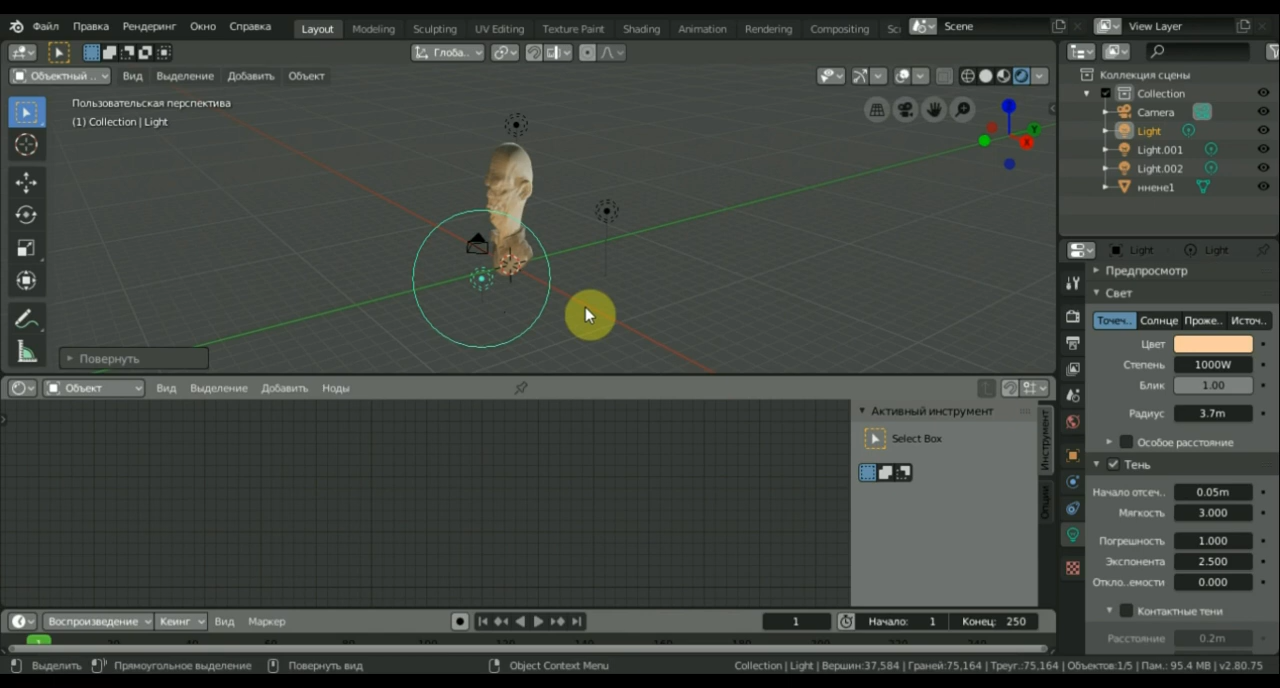 Файл Правка Рендеринг Окно Справка Layout Modeling Sculpting UV Editing Texture Paint Shading Animation Rendering Compositing Sc Scene View Layer
Глоба..
Объектный .. Вид Выделение Добавить Объект
Пользовательская перспектива
(1) Collection | Light
Y
X
Повернуть
Коллекция сцены
Collection
Camera
Light
Light.001
Light.002
ннене1
Light Light
Предпросмотр
Свет
Точеч.. Солнце Проже.. Источ..
Цвет
Степень 1000W
Блик 1.00
Радиус 3.7m
Особое расстояние
Тень
Начало отсеч.. 0.05m
Мягкость 3.000
Погрешность 1.000
Экспонента 2.500
Откло..емости 0.000
Контактные тени
Расстояние 0.2m
Объект Вид Выделение Добавить Ноды
Активный инструмент
Select Box
Инструмент
Опции
Воспроизведение Кеинг Вид Маркер 1 Начало: 1 Конец: 250
1
Выделить Прямоугольное выделение Повернуть вид Object Context Menu Collection | Light | Вершин:37,584 | Граней:75,164 | Треуг.:75,164 | Объектов:1/5 | Пам.: 95.4 MB | v2.80.75